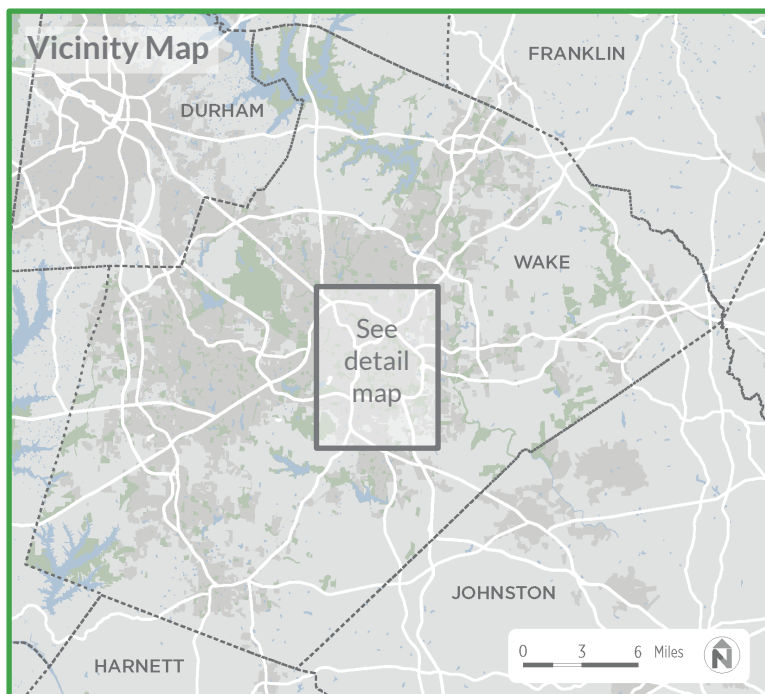 Vicinity Map
FRANKLIN
DURHAM
WAKE
See
detail
map
JOHNSTON
HARNETT
0 3 6 Miles
N